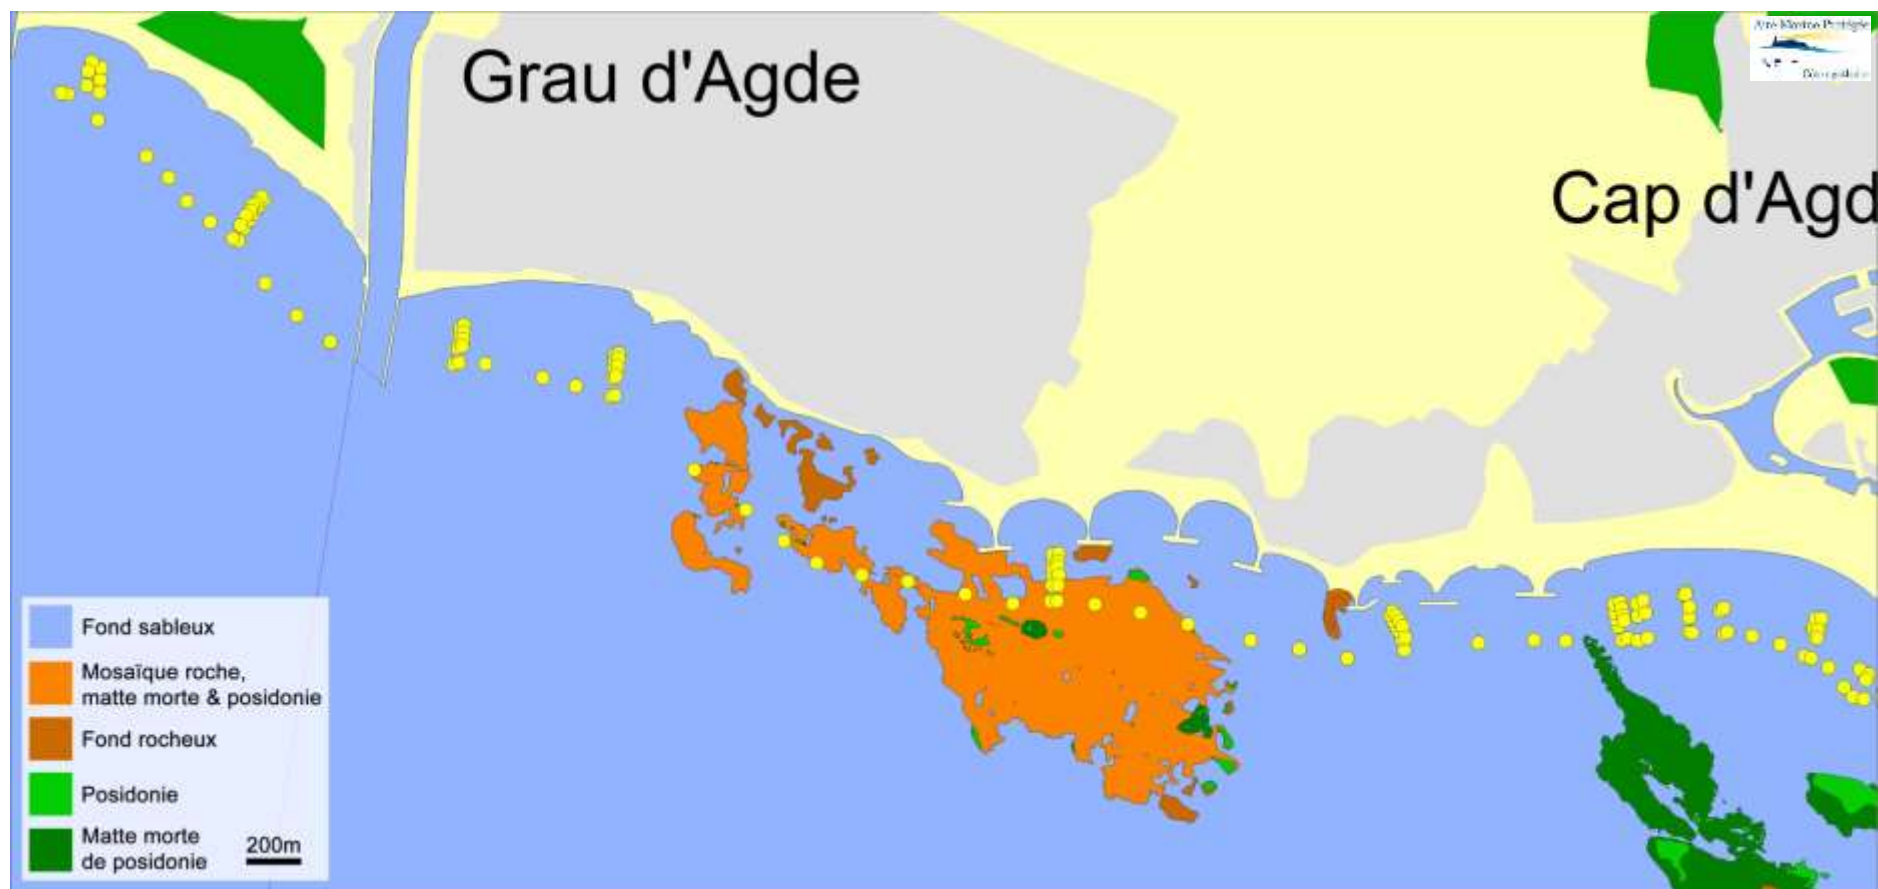 Grau d'Agde
Cap d'Agd
Fond sableux
Mosaïque roche,
matte morte & posidonie
Fond rocheux
Posidonie
Matte morte
de posidonie
200m